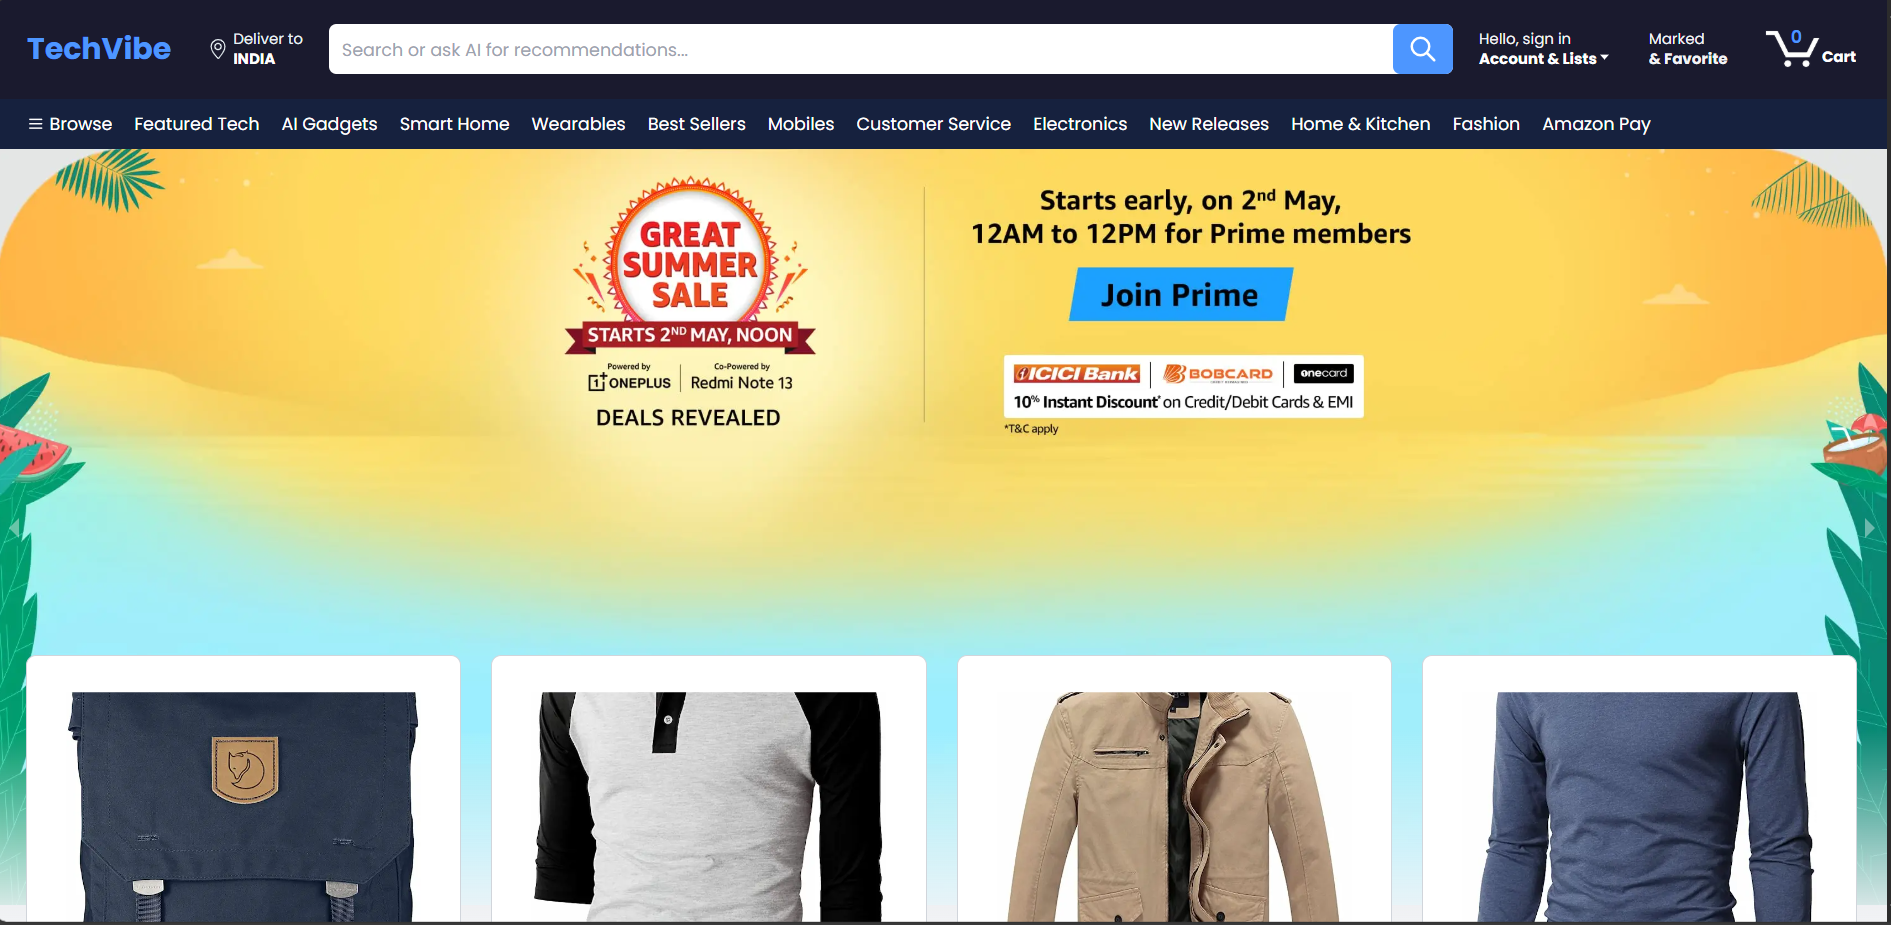 TechVibe
Deliver to
INDIA
Search or ask AI for recommendations...
Hello, sign in
Account & Lists
Marked
& Favorite
0
Cart
Browse Featured Tech AI Gadgets Smart Home Wearables Best Sellers Mobiles Customer Service Electronics New Releases Home & Kitchen Fashion Amazon Pay
GREAT
SUMMER
SALE
STARTS 2ND MAY, NOON
Powered by
ONEPLUS
Co-Powered by
Redmi Note 13
DEALS REVEALED
Starts early, on 2nd May,
12AM to 12PM for Prime members
Join Prime
ICICI Bank BOBCARD onecard
10% Instant Discount* on Credit/Debit Cards & EMI
*T&C apply